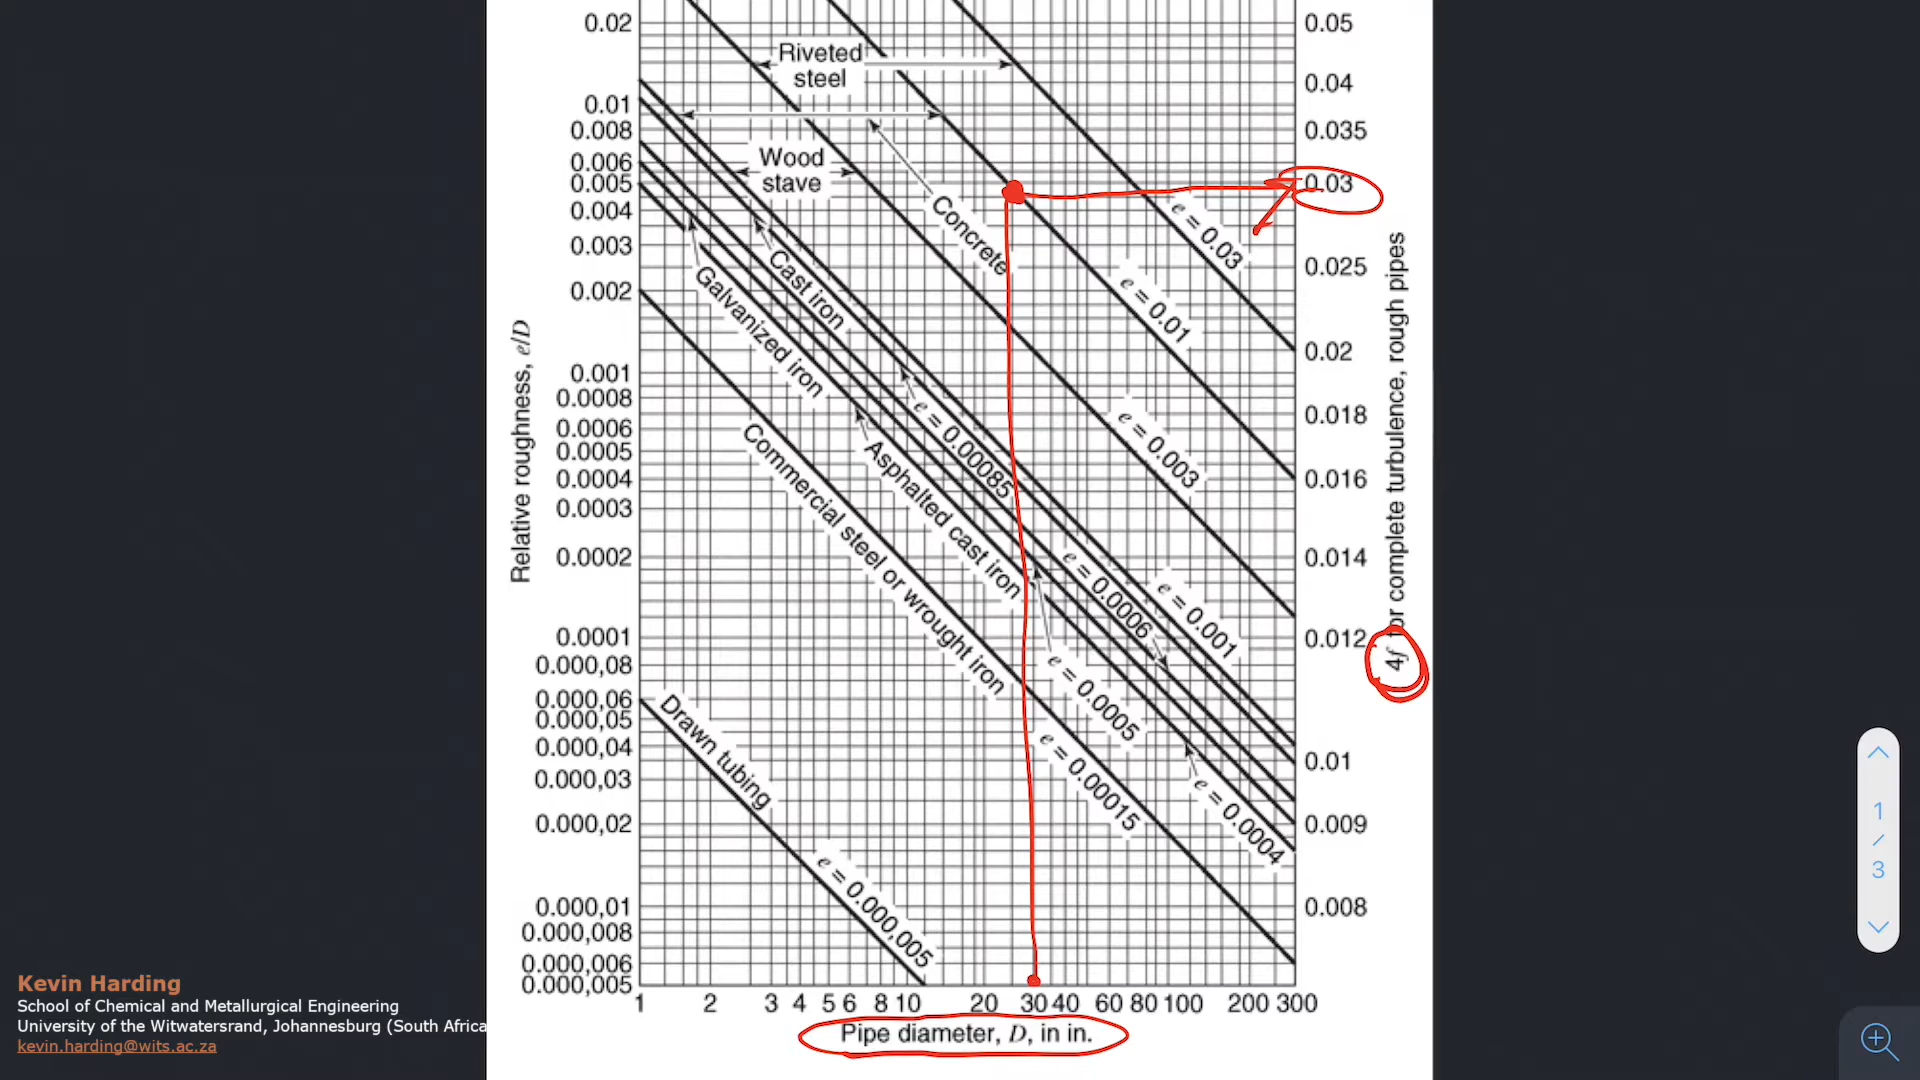 0.02
0.01
0.008
0.006
0.005
0.004
0.003
0.002
0.001
0.0008
0.0006
0.0005
0.0004
0.0003
0.0002
0.0001
0.000,08
0.000,06
0.000,05
0.000,04
0.000,03
0.000,02
0.000,01
0.000,008
0.000,006
0.000,005
Relative roughness, e/D
Riveted
steel
Wood
stave
Concrete
Cast iron
Galvanized iron
Asphalted cast iron
Commercial steel or wrought iron
Drawn tubing
e = 0.03
e = 0.01
e = 0.003
e = 0.001
e = 0.00085
e = 0.0006
e = 0.0005
e = 0.0004
e = 0.00015
e = 0.000,005
0.05
0.04
0.035
0.03
0.025
0.02
0.018
0.016
0.014
0.012
0.01
0.009
0.008
4f for complete turbulence, rough pipes
1 2 3 4 5 6 8 10 20 30 40 60 80 100 200 300
Pipe diameter, D, in in.
Kevin Harding
School of Chemical and Metallurgical Engineering
University of the Witwatersrand, Johannesburg (South Africa
kevin.harding@wits.ac.za
1
/
3